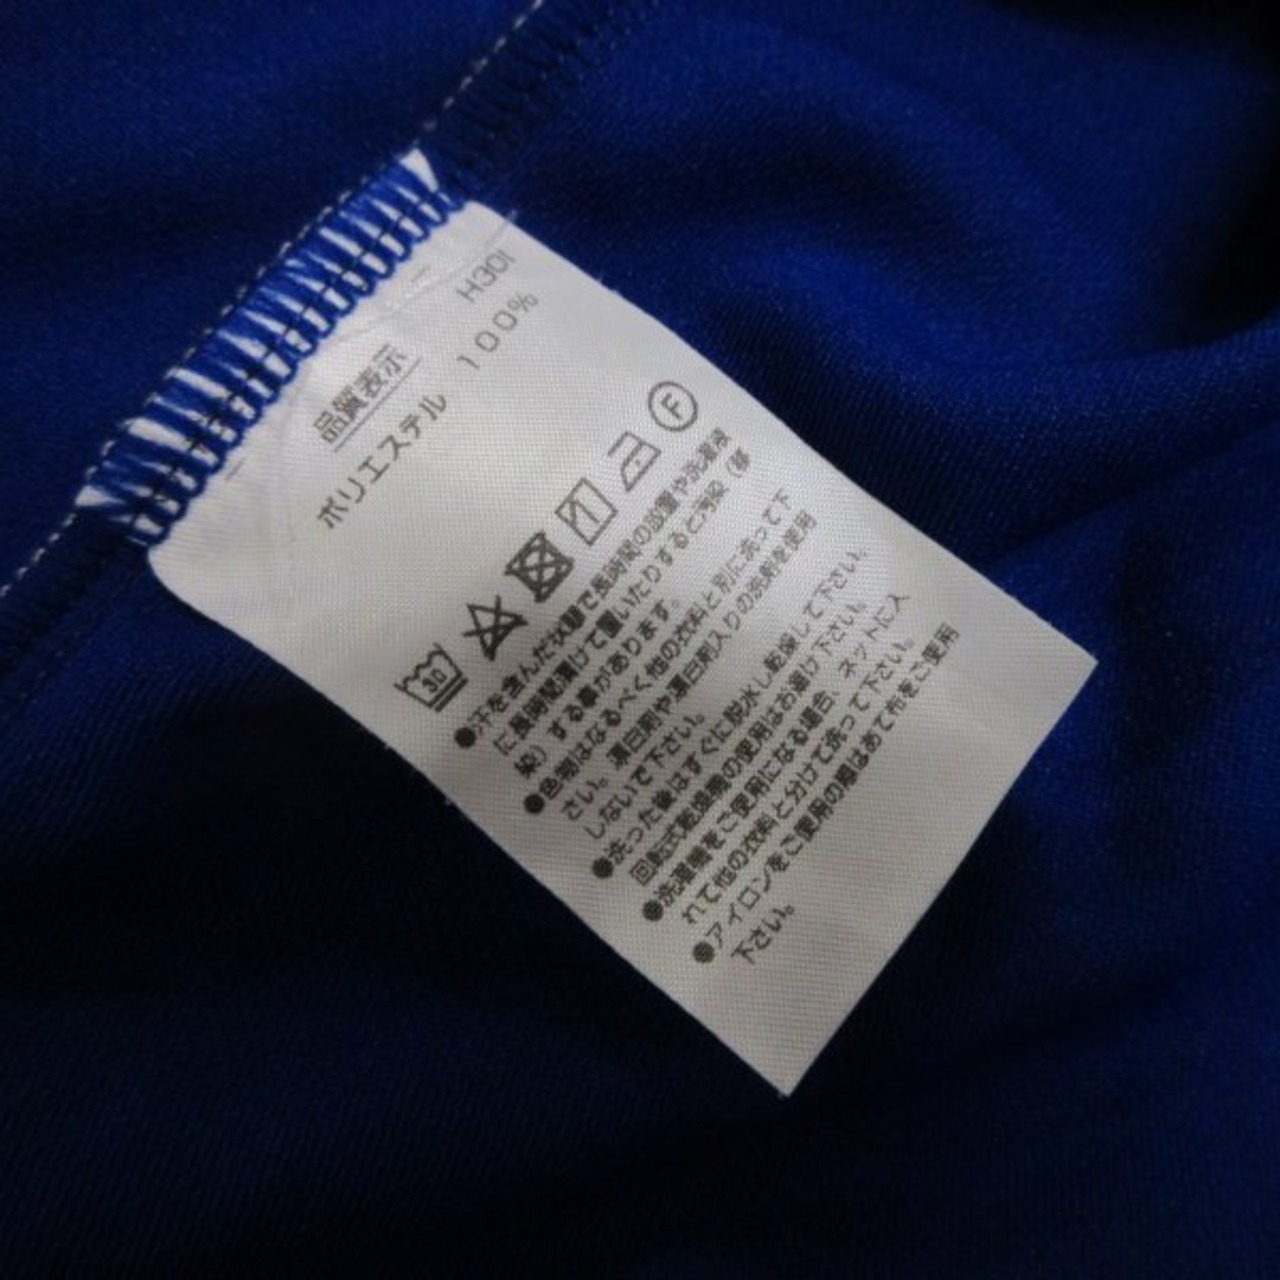 H301
品質表示
ポリエステル 100%
30 F
●汗を含んだ状態で長時間の放置や洗濯液
に長時間漬けて置いたりすると汚染(移
染)する事があります。
●色物はなるべく他の衣料と別に洗って下
さい。漂白剤や漂白剤入りの洗剤を使用
しないで下さい。
●洗った後はすぐに脱水し乾燥して下さい。
回転式乾燥機の使用はお避け下さい。
●洗濯機をご使用になる場合、ネットに入
れて他の衣料と分けて洗って下さい。
●アイロンをご使用の際はあて布をご使用
下さい。